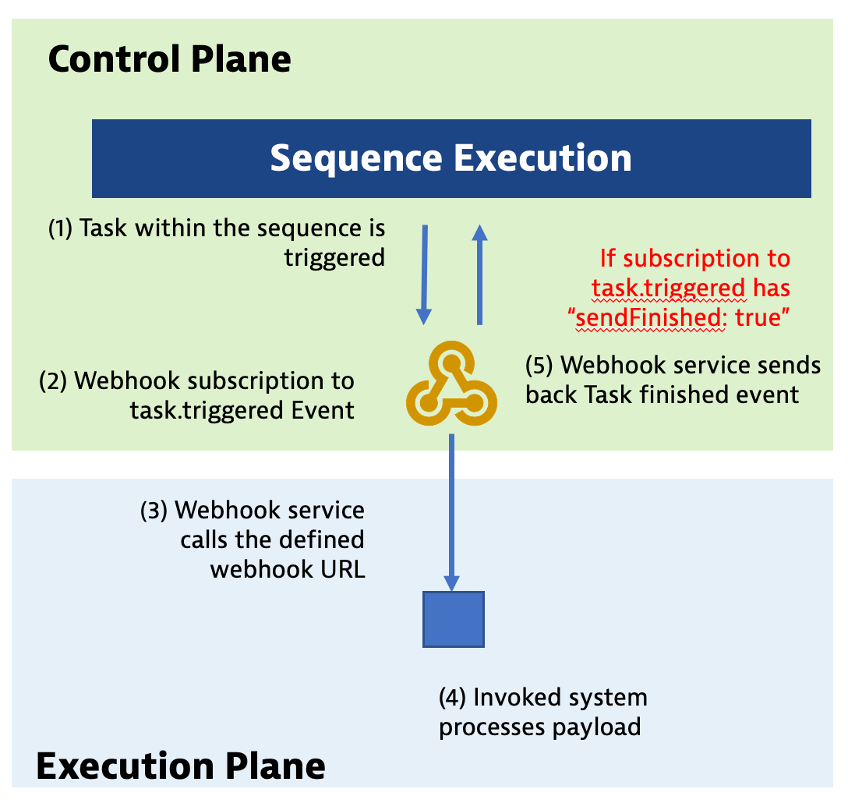 Control Plane
Sequence Execution
(1) Task within the sequence is
triggered
If subscription to
task.triggered has
“sendFinished: true”
(2) Webhook subscription to
task.triggered Event
(5) Webhook service sends
back Task finished event
(3) Webhook service
calls the defined
webhook URL
(4) Invoked system
processes payload
Execution Plane